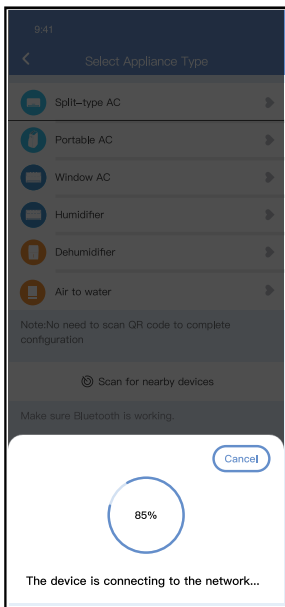 9:41
Select Appliance Type
Split-type AC
Portable AC
Window AC
Humidifier
Dehumidifier
Air to water
Note:No need to scan QR code to complete
configuration
Scan for nearby devices
Make sure Bluetooth is working.
Cancel
85%
The device is connecting to the network...